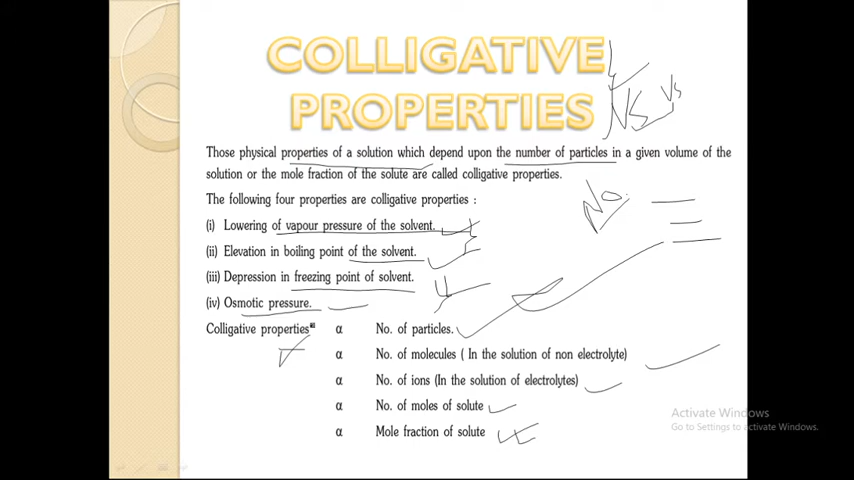 COLLIGATIVE
PROPERTIES
NS VS
Those physical properties of a solution which depend upon the number of particles in a given volume of the
solution or the mole fraction of the solute are called colligative properties.
The following four properties are colligative properties :
No.
(i) Lowering of vapour pressure of the solvent.
(ii) Elevation in boiling point of the solvent.
(iii) Depression in freezing point of solvent.
(iv) Osmotic pressure.
Colligative properties α No. of particles.
α No. of molecules ( In the solution of non electrolyte)
α No. of ions (In the solution of electrolytes)
α No. of moles of solute
α Mole fraction of solute
Activate Windows
Go to Settings to activate Windows.